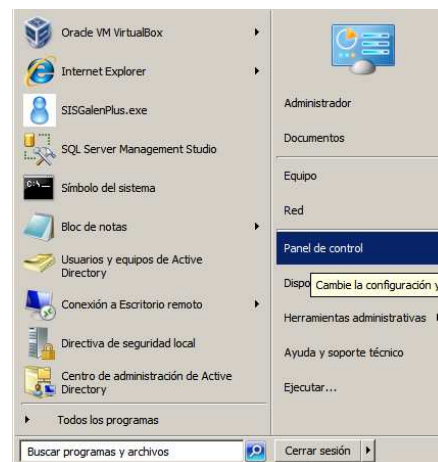 Oracle VM VirtualBox
Internet Explorer
SISGalenPlus.exe
SQL Server Management Studio
C:\
Símbolo del sistema
Bloc de notas
Usuarios y equipos de Active
Directory
Conexión a Escritorio remoto
Directiva de seguridad local
Centro de administración de Active
Directory
Todos los programas
Buscar programas y archivos
Administrador
Documentos
Equipo
Red
Panel de control
Dispo
Cambie la configuración y
Herramientas administrativas
Ayuda y soporte técnico
Ejecutar...
Cerrar sesión